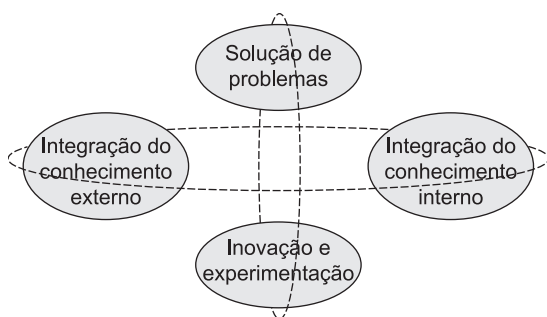 Solução de
problemas
Integração do
conhecimento
externo
Integração do
conhecimento
interno
Inovação e
experimentação